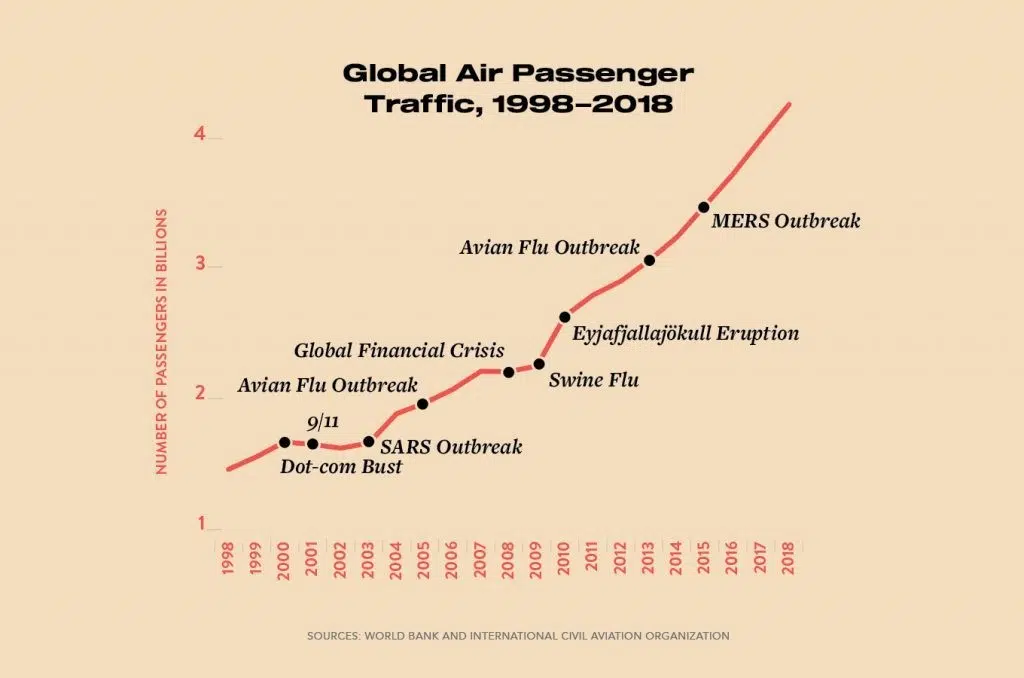 Global Air Passenger
Traffic, 1998–2018
NUMBER OF PASSENGERS IN BILLIONS
4
3
2
1
MERS Outbreak
Avian Flu Outbreak
Eyjafjallajökull Eruption
Global Financial Crisis
Swine Flu
Avian Flu Outbreak
9/11
SARS Outbreak
Dot-com Bust
1998
1999
2000
2001
2002
2003
2004
2005
2006
2007
2008
2009
2010
2011
2012
2013
2014
2015
2016
2017
2018
SOURCES: WORLD BANK AND INTERNATIONAL CIVIL AVIATION ORGANIZATION